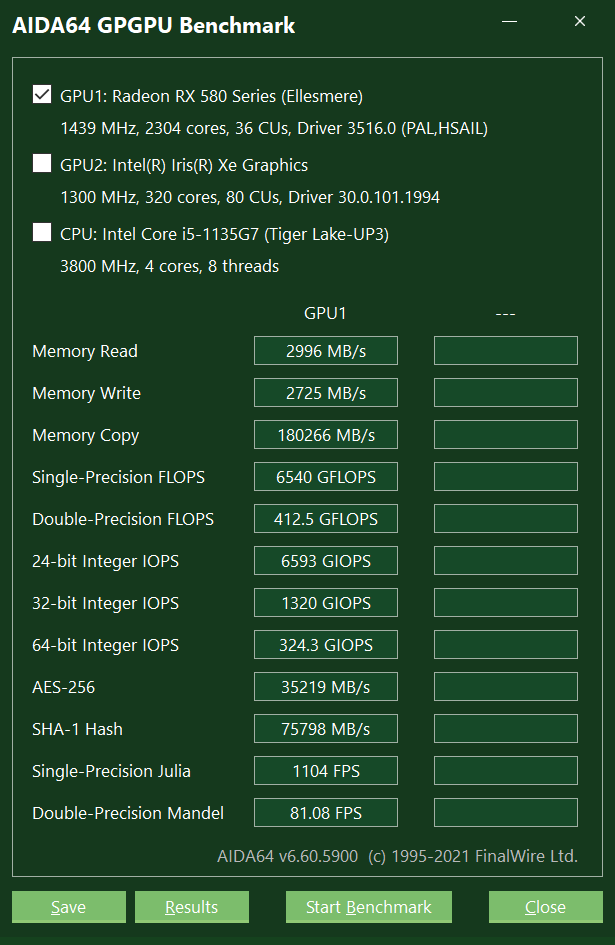 AIDA64 GPGPU Benchmark
GPU1: Radeon RX 580 Series (Ellesmere)
1439 MHz, 2304 cores, 36 CUs, Driver 3516.0 (PAL,HSAIL)
GPU2: Intel(R) Iris(R) Xe Graphics
1300 MHz, 320 cores, 80 CUs, Driver 30.0.101.1994
CPU: Intel Core i5-1135G7 (Tiger Lake-UP3)
3800 MHz, 4 cores, 8 threads
GPU1 ---
Memory Read 2996 MB/s
Memory Write 2725 MB/s
Memory Copy 180266 MB/s
Single-Precision FLOPS 6540 GFLOPS
Double-Precision FLOPS 412.5 GFLOPS
24-bit Integer IOPS 6593 GIOPS
32-bit Integer IOPS 1320 GIOPS
64-bit Integer IOPS 324.3 GIOPS
AES-256 35219 MB/s
SHA-1 Hash 75798 MB/s
Single-Precision Julia 1104 FPS
Double-Precision Mandel 81.08 FPS
AIDA64 v6.60.5900 (c) 1995-2021 FinalWire Ltd.
Save Results Start Benchmark Close